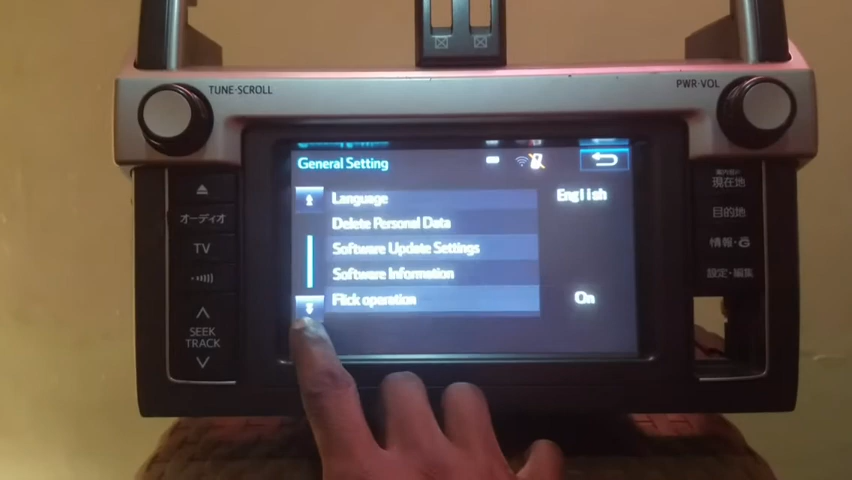 TUNE·SCROLL
PWR·VOL
General Setting
Language
English
Delete Personal Data
Software Update Settings
Software Information
Flick operation
On
オーディオ
TV
SEEK
TRACK
現在地
目的地
情報・G
設定・編集